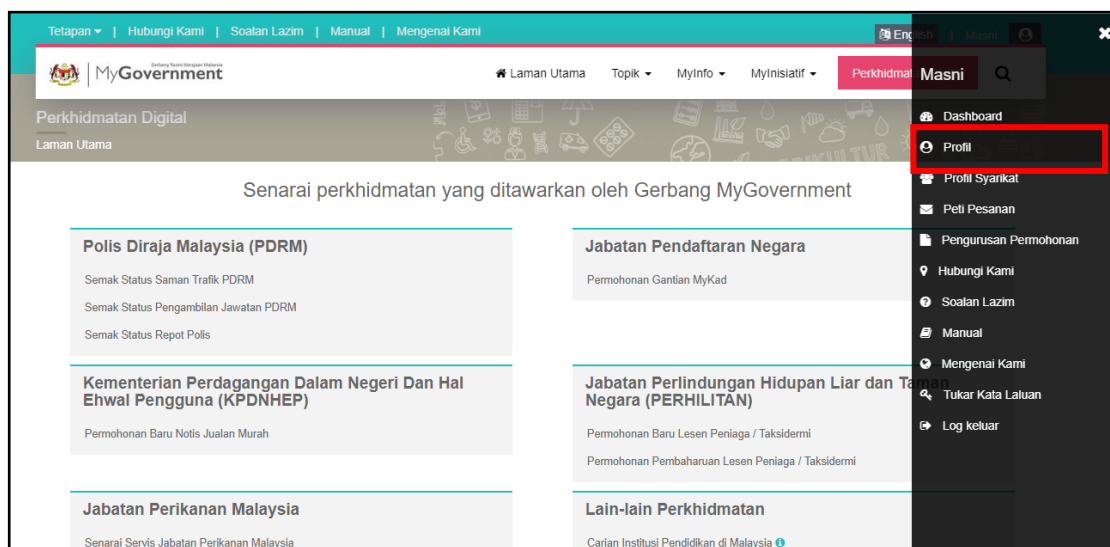 Tetapan | Hubungi Kami | Soalan Lazim | Manual | Mengenai Kami
English | Masni
Gerbang Rasmi Kerajaan Malaysia
MyGovernment
Laman Utama Topik MyInfo MyInisiatif Perkhidmat
Masni
Perkhidmatan Digital
Laman Utama
Dashboard
Profil
Profil Syarikat
Peti Pesanan
Pengurusan Permohonan
Hubungi Kami
Soalan Lazim
Manual
Mengenai Kami
Tukar Kata Laluan
Log keluar
Senarai perkhidmatan yang ditawarkan oleh Gerbang MyGovernment
Polis Diraja Malaysia (PDRM)
Semak Status Saman Trafik PDRM
Semak Status Pengambilan Jawatan PDRM
Semak Status Repot Polis
Jabatan Pendaftaran Negara
Permohonan Gantian MyKad
Kementerian Perdagangan Dalam Negeri Dan Hal
Ehwal Pengguna (KPDNHEP)
Permohonan Baru Notis Jualan Murah
Jabatan Perlindungan Hidupan Liar dan Taman
Negara (PERHILITAN)
Permohonan Baru Lesen Peniaga / Taksidermi
Permohonan Pembaharuan Lesen Peniaga / Taksidermi
Jabatan Perikanan Malaysia
Senarai Servis Jabatan Perikanan Malaysia
Lain-lain Perkhidmatan
Carian Institusi Pendidikan di Malaysia